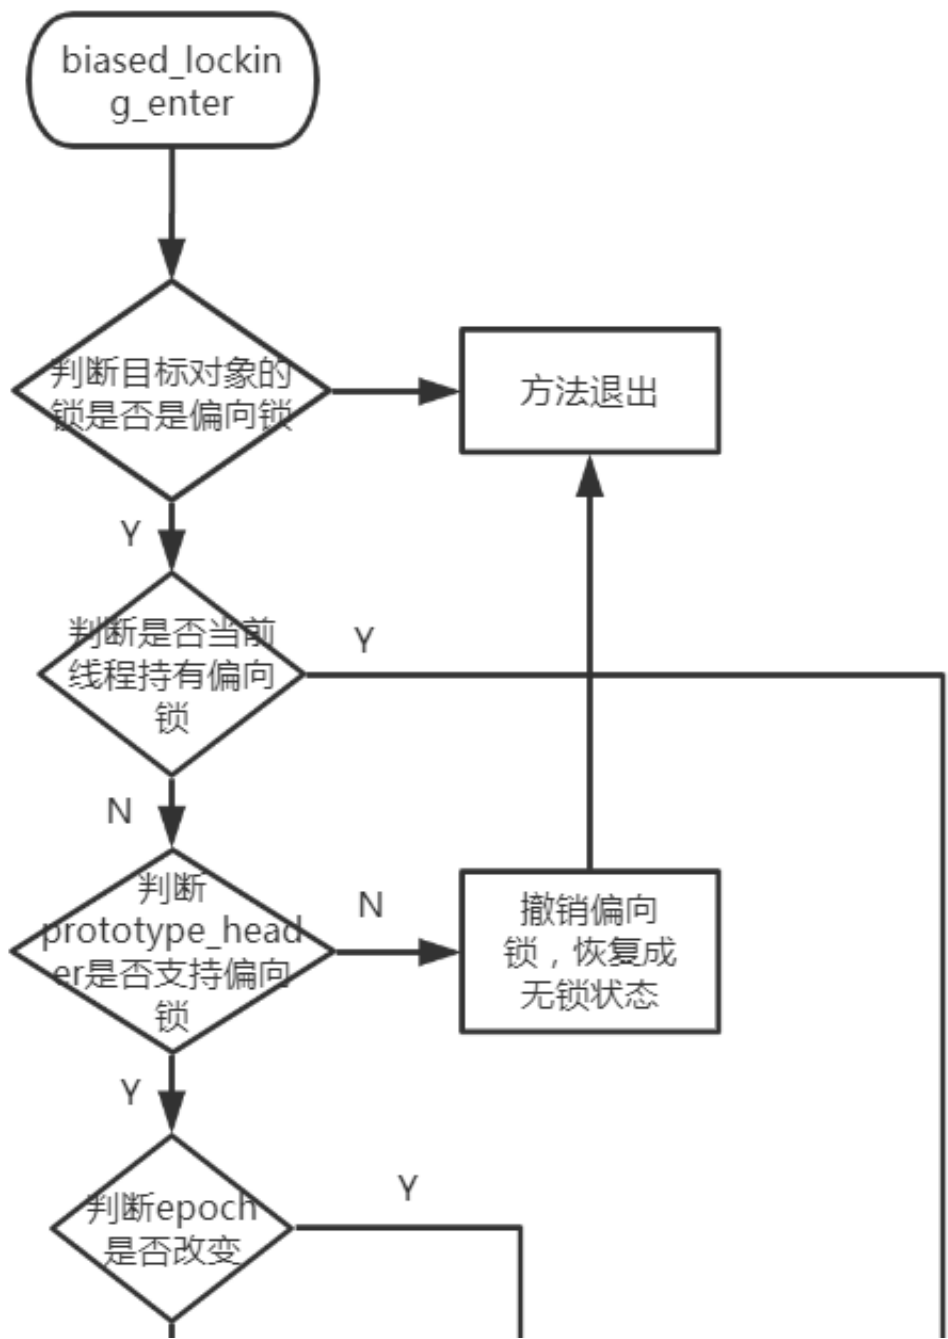 biased_lockin
g_enter
判断目标对象的
锁是否是偏向锁
方法退出
Y
判断是否当前
线程持有偏向
锁
Y
N
判断
prototype_head
er是否支持偏向
锁
N
撤销偏向
锁，恢复成
无锁状态
Y
判断epoch
是否改变
Y